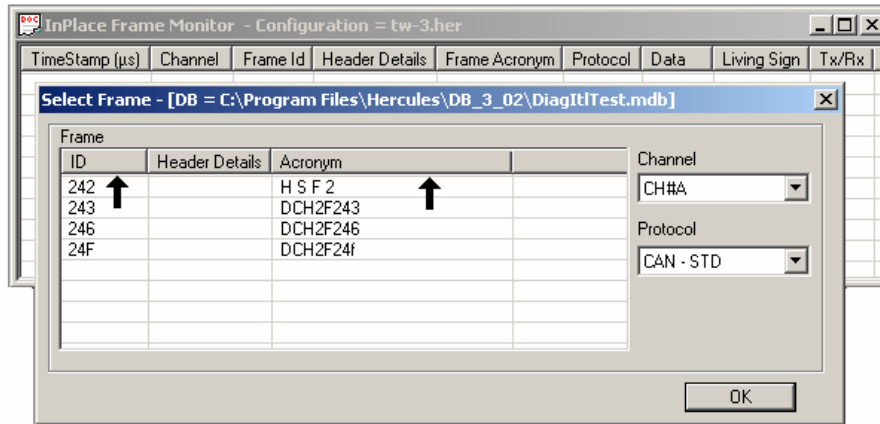 InPlace Frame Monitor - Configuration = tw-3.her
TimeStamp (µs) Channel Frame Id Header Details Frame Acronym Protocol Data Living Sign Tx/Rx
Select Frame - [DB = C:\Program Files\Hercules\DB_3_02\DiagItlTest.mdb]
Frame
ID Header Details Acronym
242 H S F 2
243 DCH2F243
246 DCH2F246
24F DCH2F24f
Channel
CH#A
Protocol
CAN - STD
OK